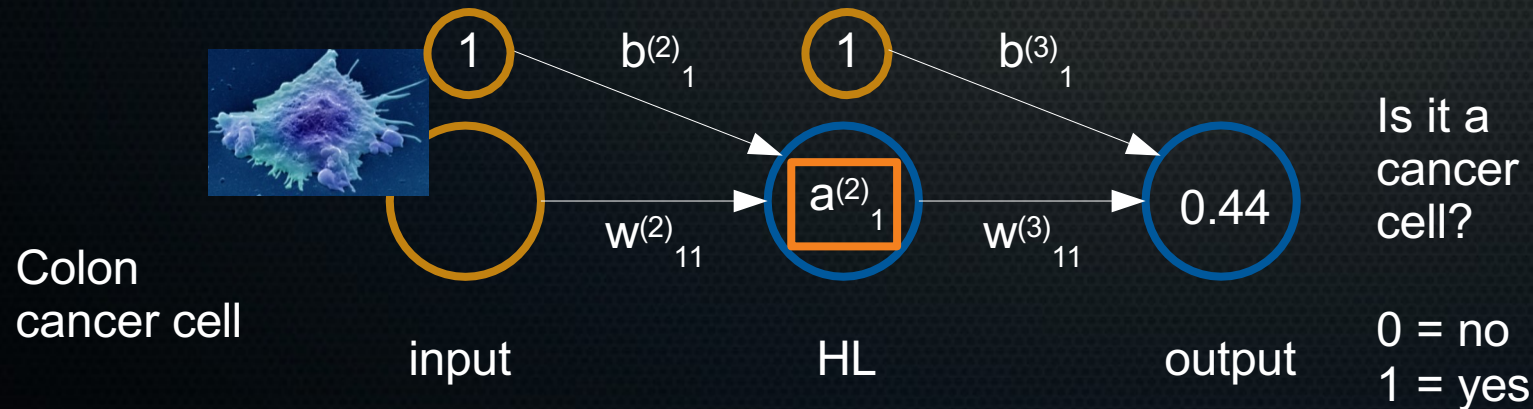 1 b⁽²⁾₁ 1 b⁽³⁾₁
Is it a
cancer
cell?
a⁽²⁾₁ 0.44
w⁽²⁾₁₁ w⁽³⁾₁₁
Colon
cancer cell
input HL output
0 = no
1 = yes